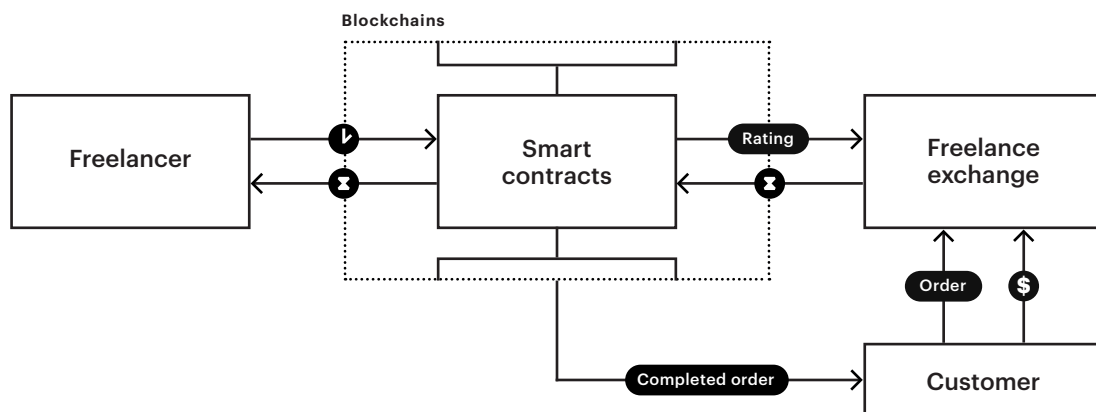 Blockchains
Freelancer
Smart
contracts
Rating
Freelance
exchange
Order
$
Completed order
Customer